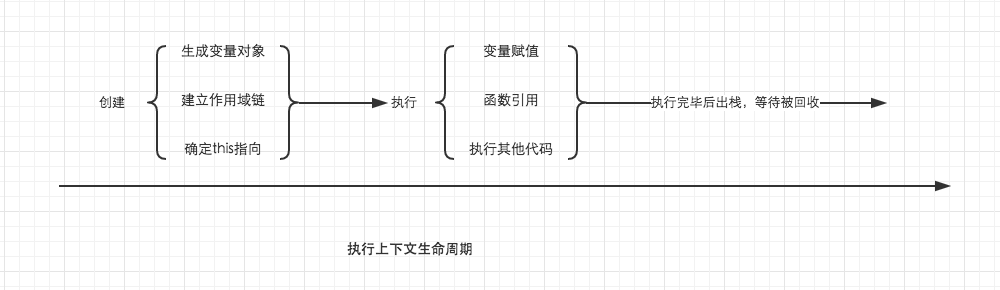 创建
生成变量对象
建立作用域链
确定this指向
执行
变量赋值
函数引用
执行其他代码
执行完毕后出栈，等待被回收
执行上下文生命周期